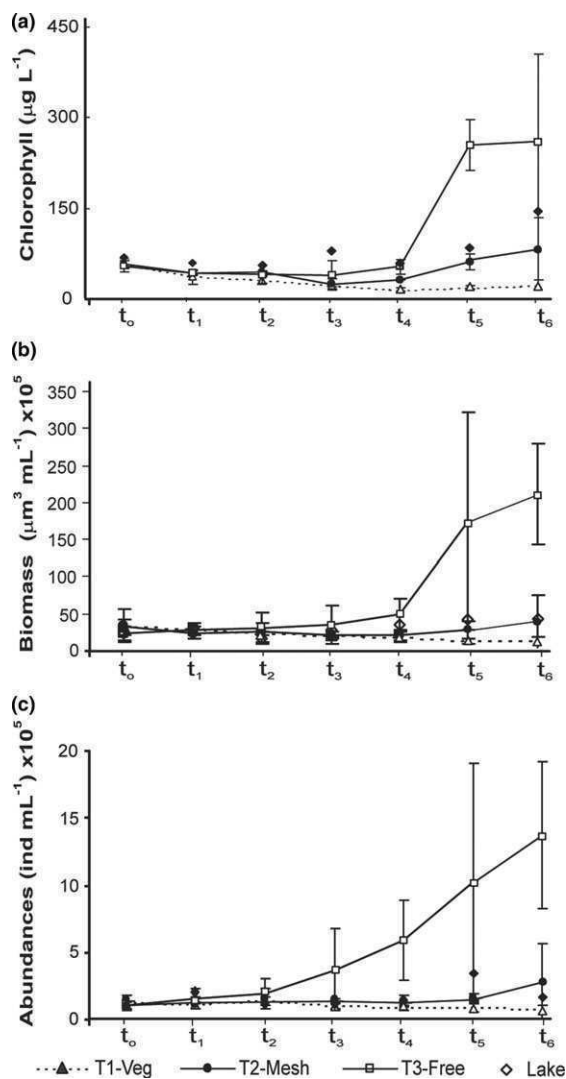 (a)
Chlorophyll (µg L⁻¹)
450
300
150
0
tₒ t₁ t₂ t₃ t₄ t₅ t₆
(b)
Biomass (µm³ mL⁻¹) x10⁵
350
300
250
200
150
100
50
0
tₒ t₁ t₂ t₃ t₄ t₅ t₆
(c)
Abundances (ind mL⁻¹) x10⁵
20
15
10
5
0
tₒ t₁ t₂ t₃ t₄ t₅ t₆
T1-Veg T2-Mesh T3-Free Lake